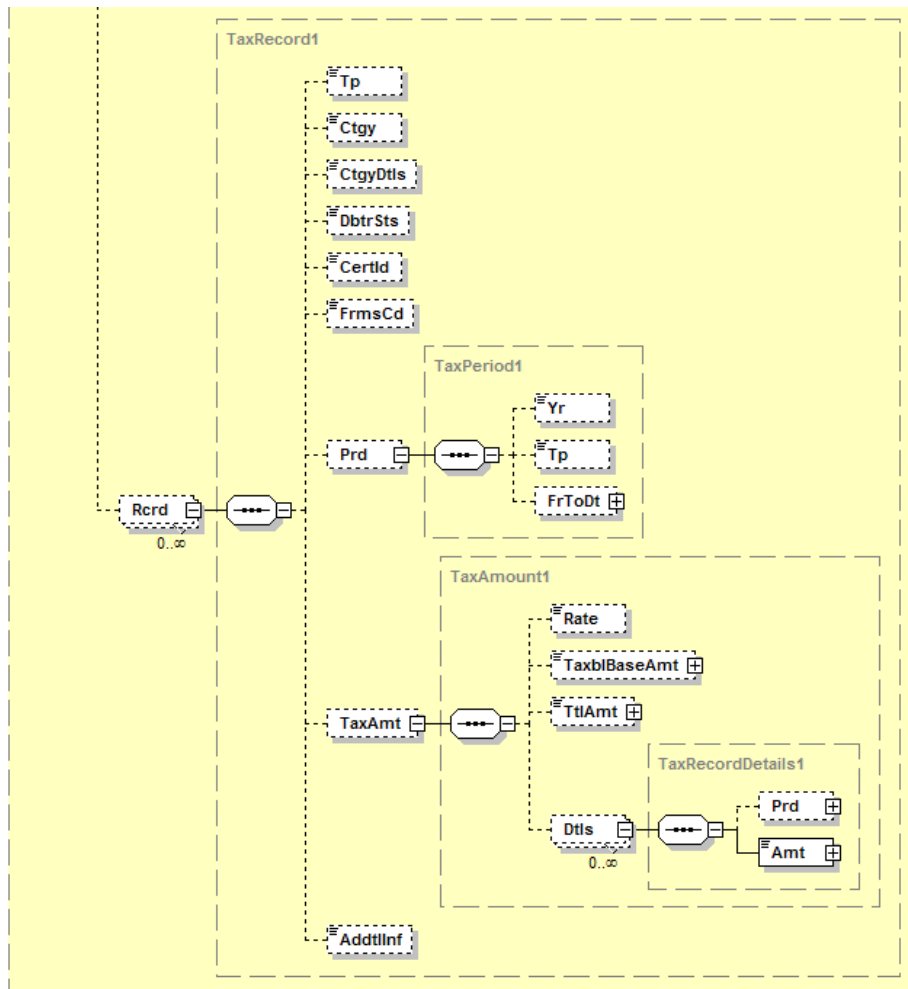 TaxRecord1
Tp
Ctgy
CtgyDtls
DbtrSts
CertId
FrmsCd
TaxPeriod1
Yr
Prd
Tp
FrToDt
Rcrd
0..∞
TaxAmount1
Rate
TaxblBaseAmt
TtlAmt
TaxAmt
TaxRecordDetails1
Prd
Dtls
Amt
0..∞
AddtlInf